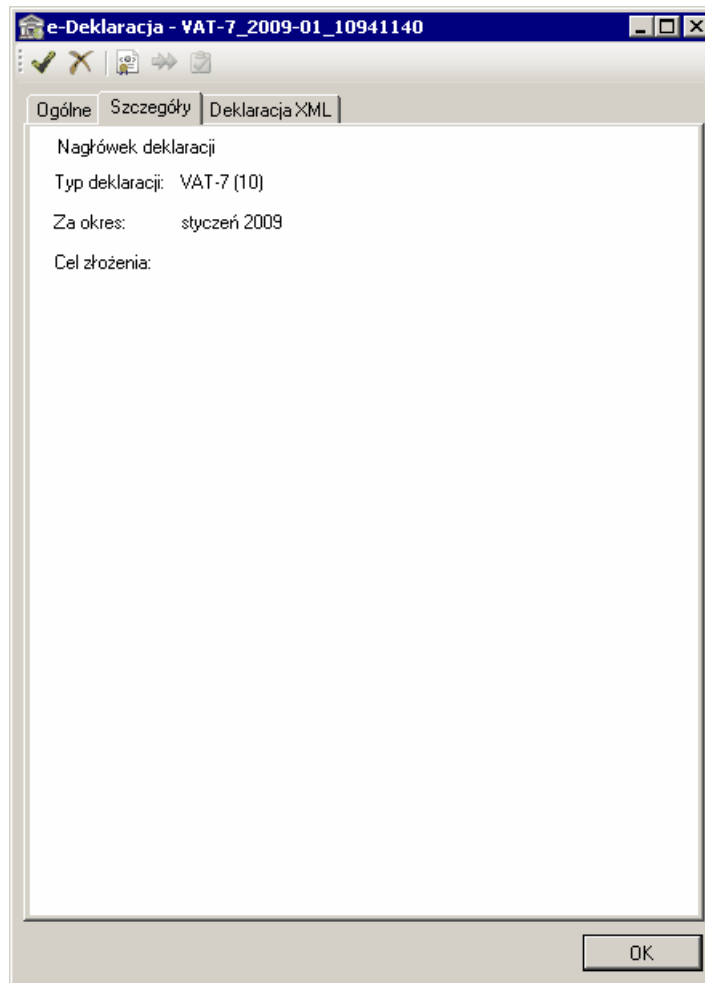 e-Deklaracja - VAT-7_2009-01_10941140
Ogólne Szczegóły Deklaracja XML
Nagłówek deklaracji
Typ deklaracji: VAT-7 (10)
Za okres: styczeń 2009
Cel złożenia:
OK